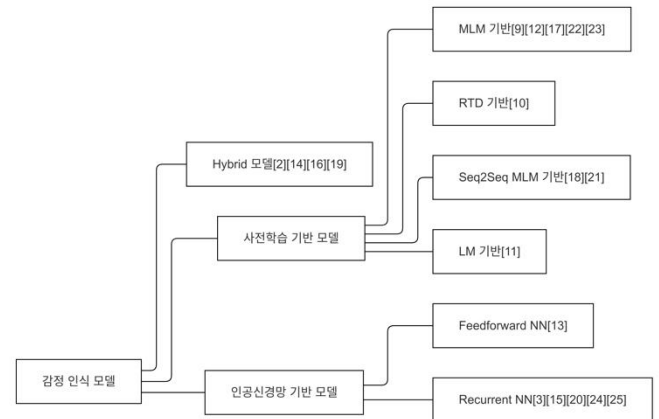 MLM 기반[9][12][17][22][23]
RTD 기반[10]
Hybrid 모델[2][14][16][19]
Seq2Seq MLM 기반[18][21]
사전학습 기반 모델
LM 기반[11]
Feedforward NN[13]
감정 인식 모델
인공신경망 기반 모델
Recurrent NN[3][15][20][24][25]